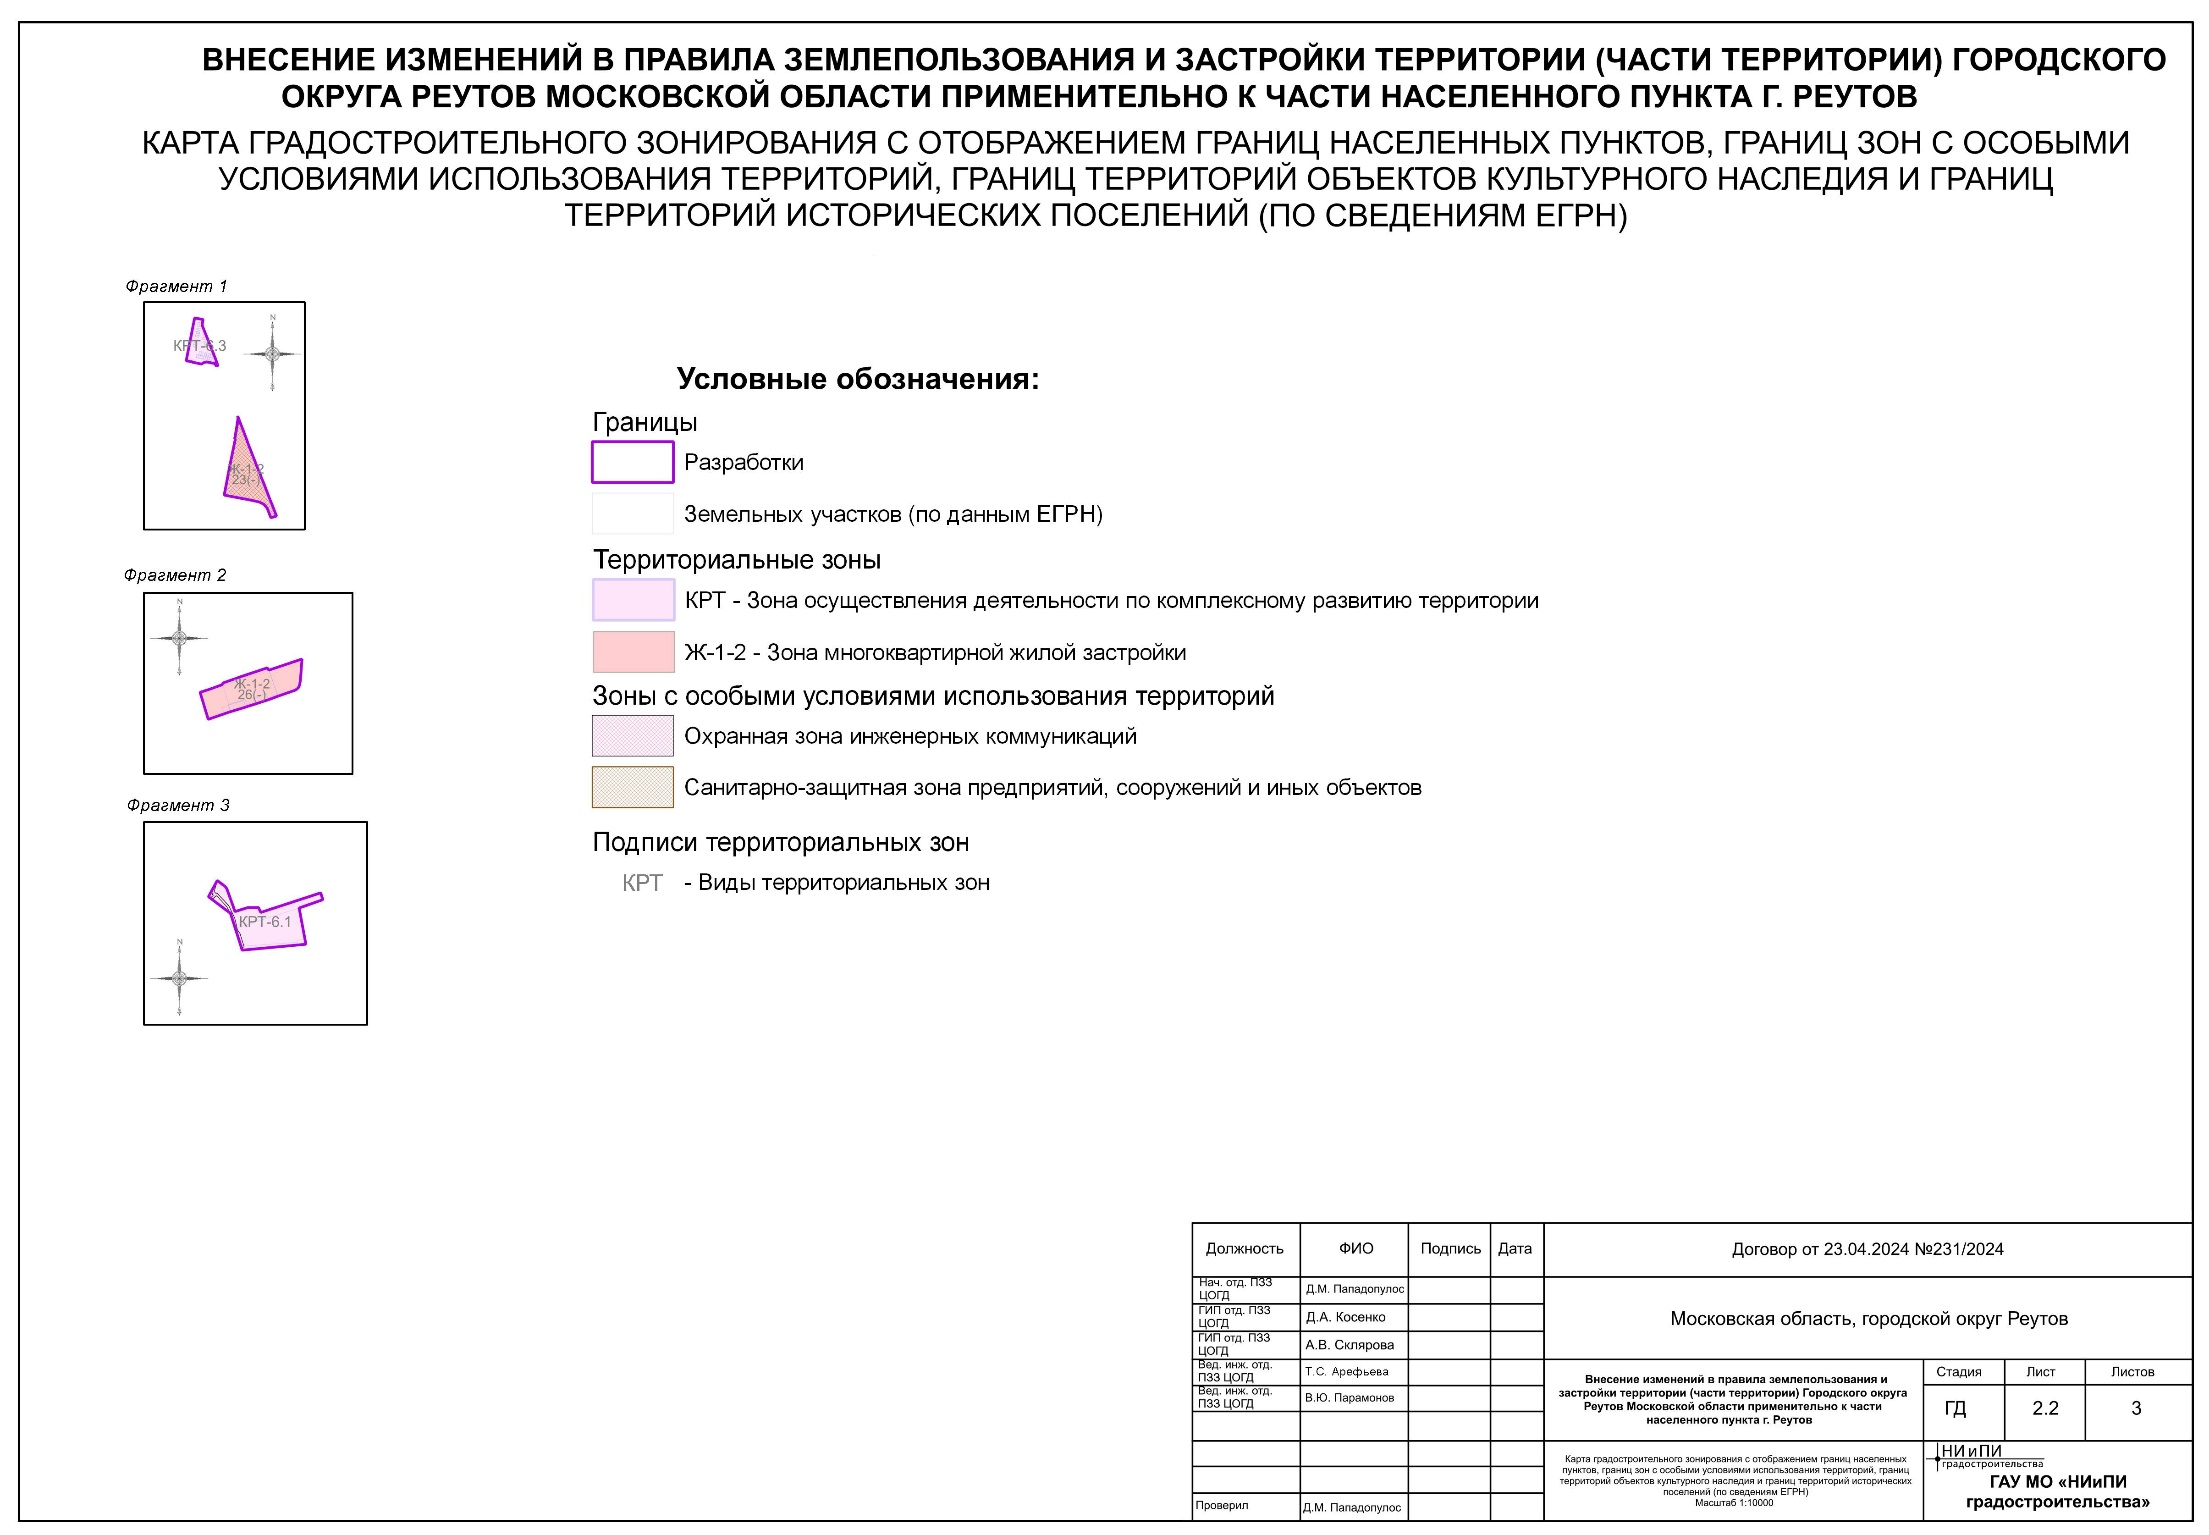 ВНЕСЕНИЕ ИЗМЕНЕНИЙ В ПРАВИЛА ЗЕМЛЕПОЛЬЗОВАНИЯ И ЗАСТРОЙКИ ТЕРРИТОРИИ (ЧАСТИ ТЕРРИТОРИИ) ГОРОДСКОГО
ОКРУГА РЕУТОВ МОСКОВСКОЙ ОБЛАСТИ ПРИМЕНИТЕЛЬНО К ЧАСТИ НАСЕЛЕННОГО ПУНКТА Г. РЕУТОВ
КАРТА ГРАДОСТРОИТЕЛЬНОГО ЗОНИРОВАНИЯ С ОТОБРАЖЕНИЕМ ГРАНИЦ НАСЕЛЕННЫХ ПУНКТОВ, ГРАНИЦ ЗОН С ОСОБЫМИ
УСЛОВИЯМИ ИСПОЛЬЗОВАНИЯ ТЕРРИТОРИЙ, ГРАНИЦ ТЕРРИТОРИЙ ОБЪЕКТОВ КУЛЬТУРНОГО НАСЛЕДИЯ И ГРАНИЦ
ТЕРРИТОРИЙ ИСТОРИЧЕСКИХ ПОСЕЛЕНИЙ (ПО СВЕДЕНИЯМ ЕГРН)
Фрагмент 1
N
КРТ-6.3
Ж-1-2
23(-)
Фрагмент 2
N
Ж-1-2
26(-)
Фрагмент 3
КРТ-6.1
N
Условные обозначения:
Границы
Разработки
Земельных участков (по данным ЕГРН)
Территориальные зоны
КРТ - Зона осуществления деятельности по комплексному развитию территории
Ж-1-2 - Зона многоквартирной жилой застройки
Зоны с особыми условиями использования территорий
Охранная зона инженерных коммуникаций
Санитарно-защитная зона предприятий, сооружений и иных объектов
Подписи территориальных зон
КРТ - Виды территориальных зон
Должность ФИО Подпись Дата
Нач. отд. ПЗЗ
ЦОГД
Д.М. Пападопулос
ГИП отд. ПЗЗ
ЦОГД
Д.А. Косенко
ГИП отд. ПЗЗ
ЦОГД
А.В. Склярова
Вед. инж. отд.
ПЗЗ ЦОГД
Т.С. Арефьева
Вед. инж. отд.
ПЗЗ ЦОГД
В.Ю. Парамонов
Проверил Д.М. Пападопулос
Договор от 23.04.2024 №231/2024
Московская область, городской округ Реутов
Внесение изменений в правила землепользования и
застройки территории (части территории) Городского округа
Реутов Московской области применительно к части
населенного пункта г. Реутов
Стадия Лист Листов
ГД 2.2 3
Карта градостроительного зонирования с отображением границ населенных
пунктов, границ зон с особыми условиями использования территорий, границ
территорий объектов культурного наследия и границ территорий исторических
поселений (по сведениям ЕГРН)
Масштаб 1:10000
НИиПИ
градостроительства
ГАУ МО «НИиПИ
градостроительства»